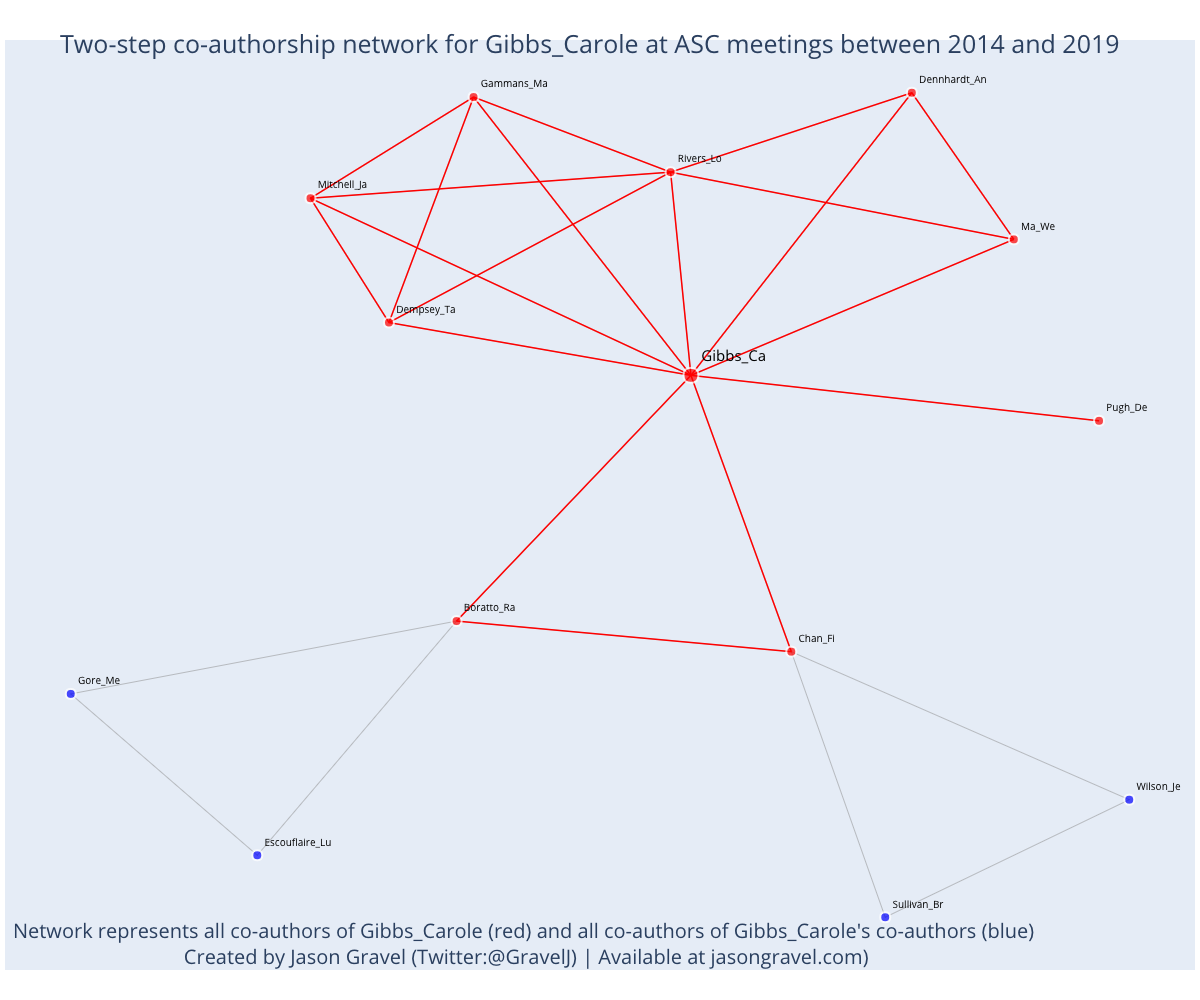 Two-step co-authorship network for Gibbs_Carole at ASC meetings between 2014 and 2019
Dennhardt_An
Gammans_Ma
Rivers_Lo
Mitchell_Ja
Ma_We
Dempsey_Ta
Gibbs_Ca
Pugh_De
Boratto_Ra
Chan_Fl
Gore_Me
Wilson_Je
Escouflaire_Lu
Sullivan_Br
Network represents all co-authors of Gibbs_Carole (red) and all co-authors of Gibbs_Carole's co-authors (blue)
Created by Jason Gravel (Twitter:@GravelJ) | Available at jasongravel.com)